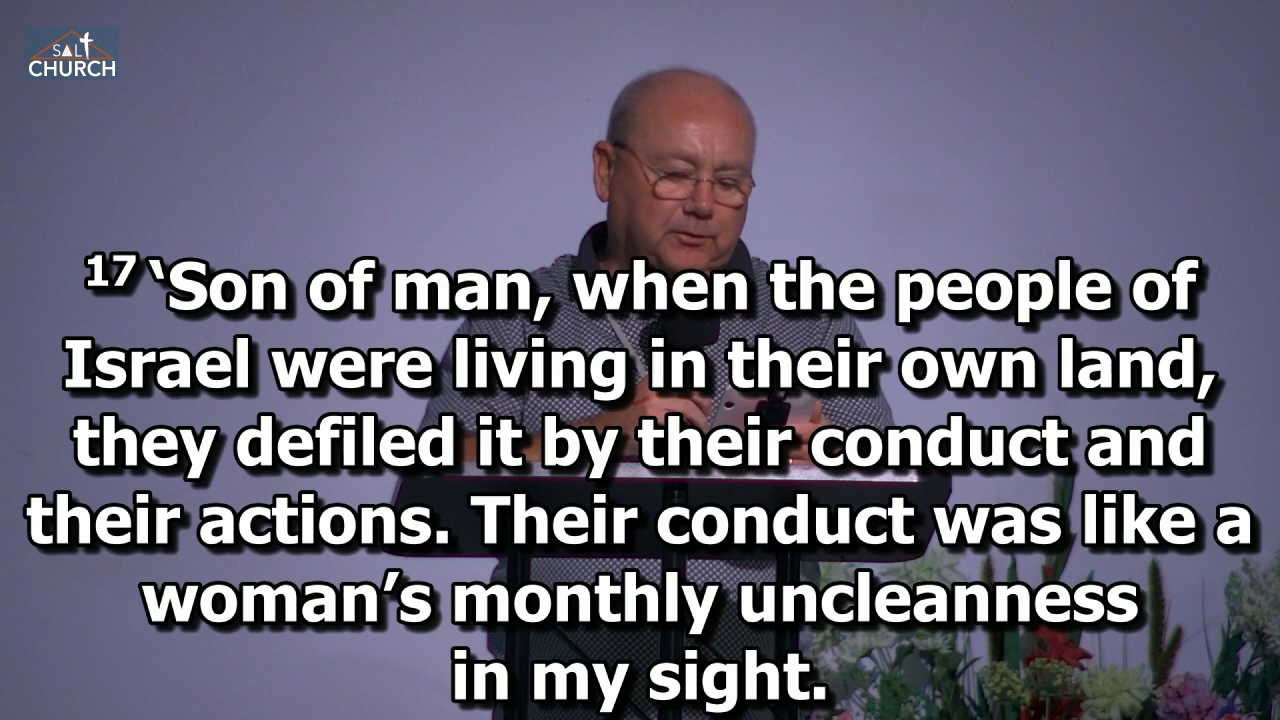 SALT
CHURCH
17 ‘Son of man, when the people of
Israel were living in their own land,
they defiled it by their conduct and
their actions. Their conduct was like a
woman’s monthly uncleanness
in my sight.